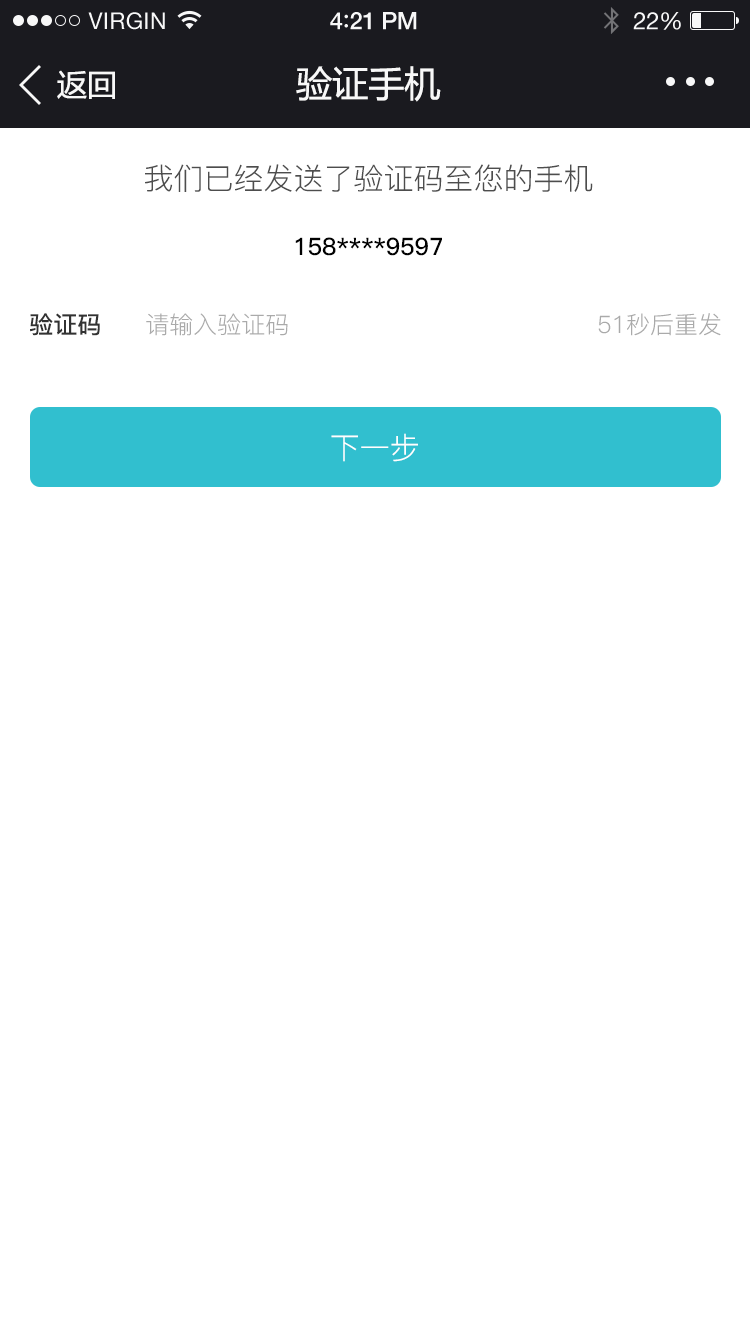 VIRGIN 4:21 PM 22%
返回 验证手机
我们已经发送了验证码至您的手机
158****9597
验证码 请输入验证码 51秒后重发
下一步